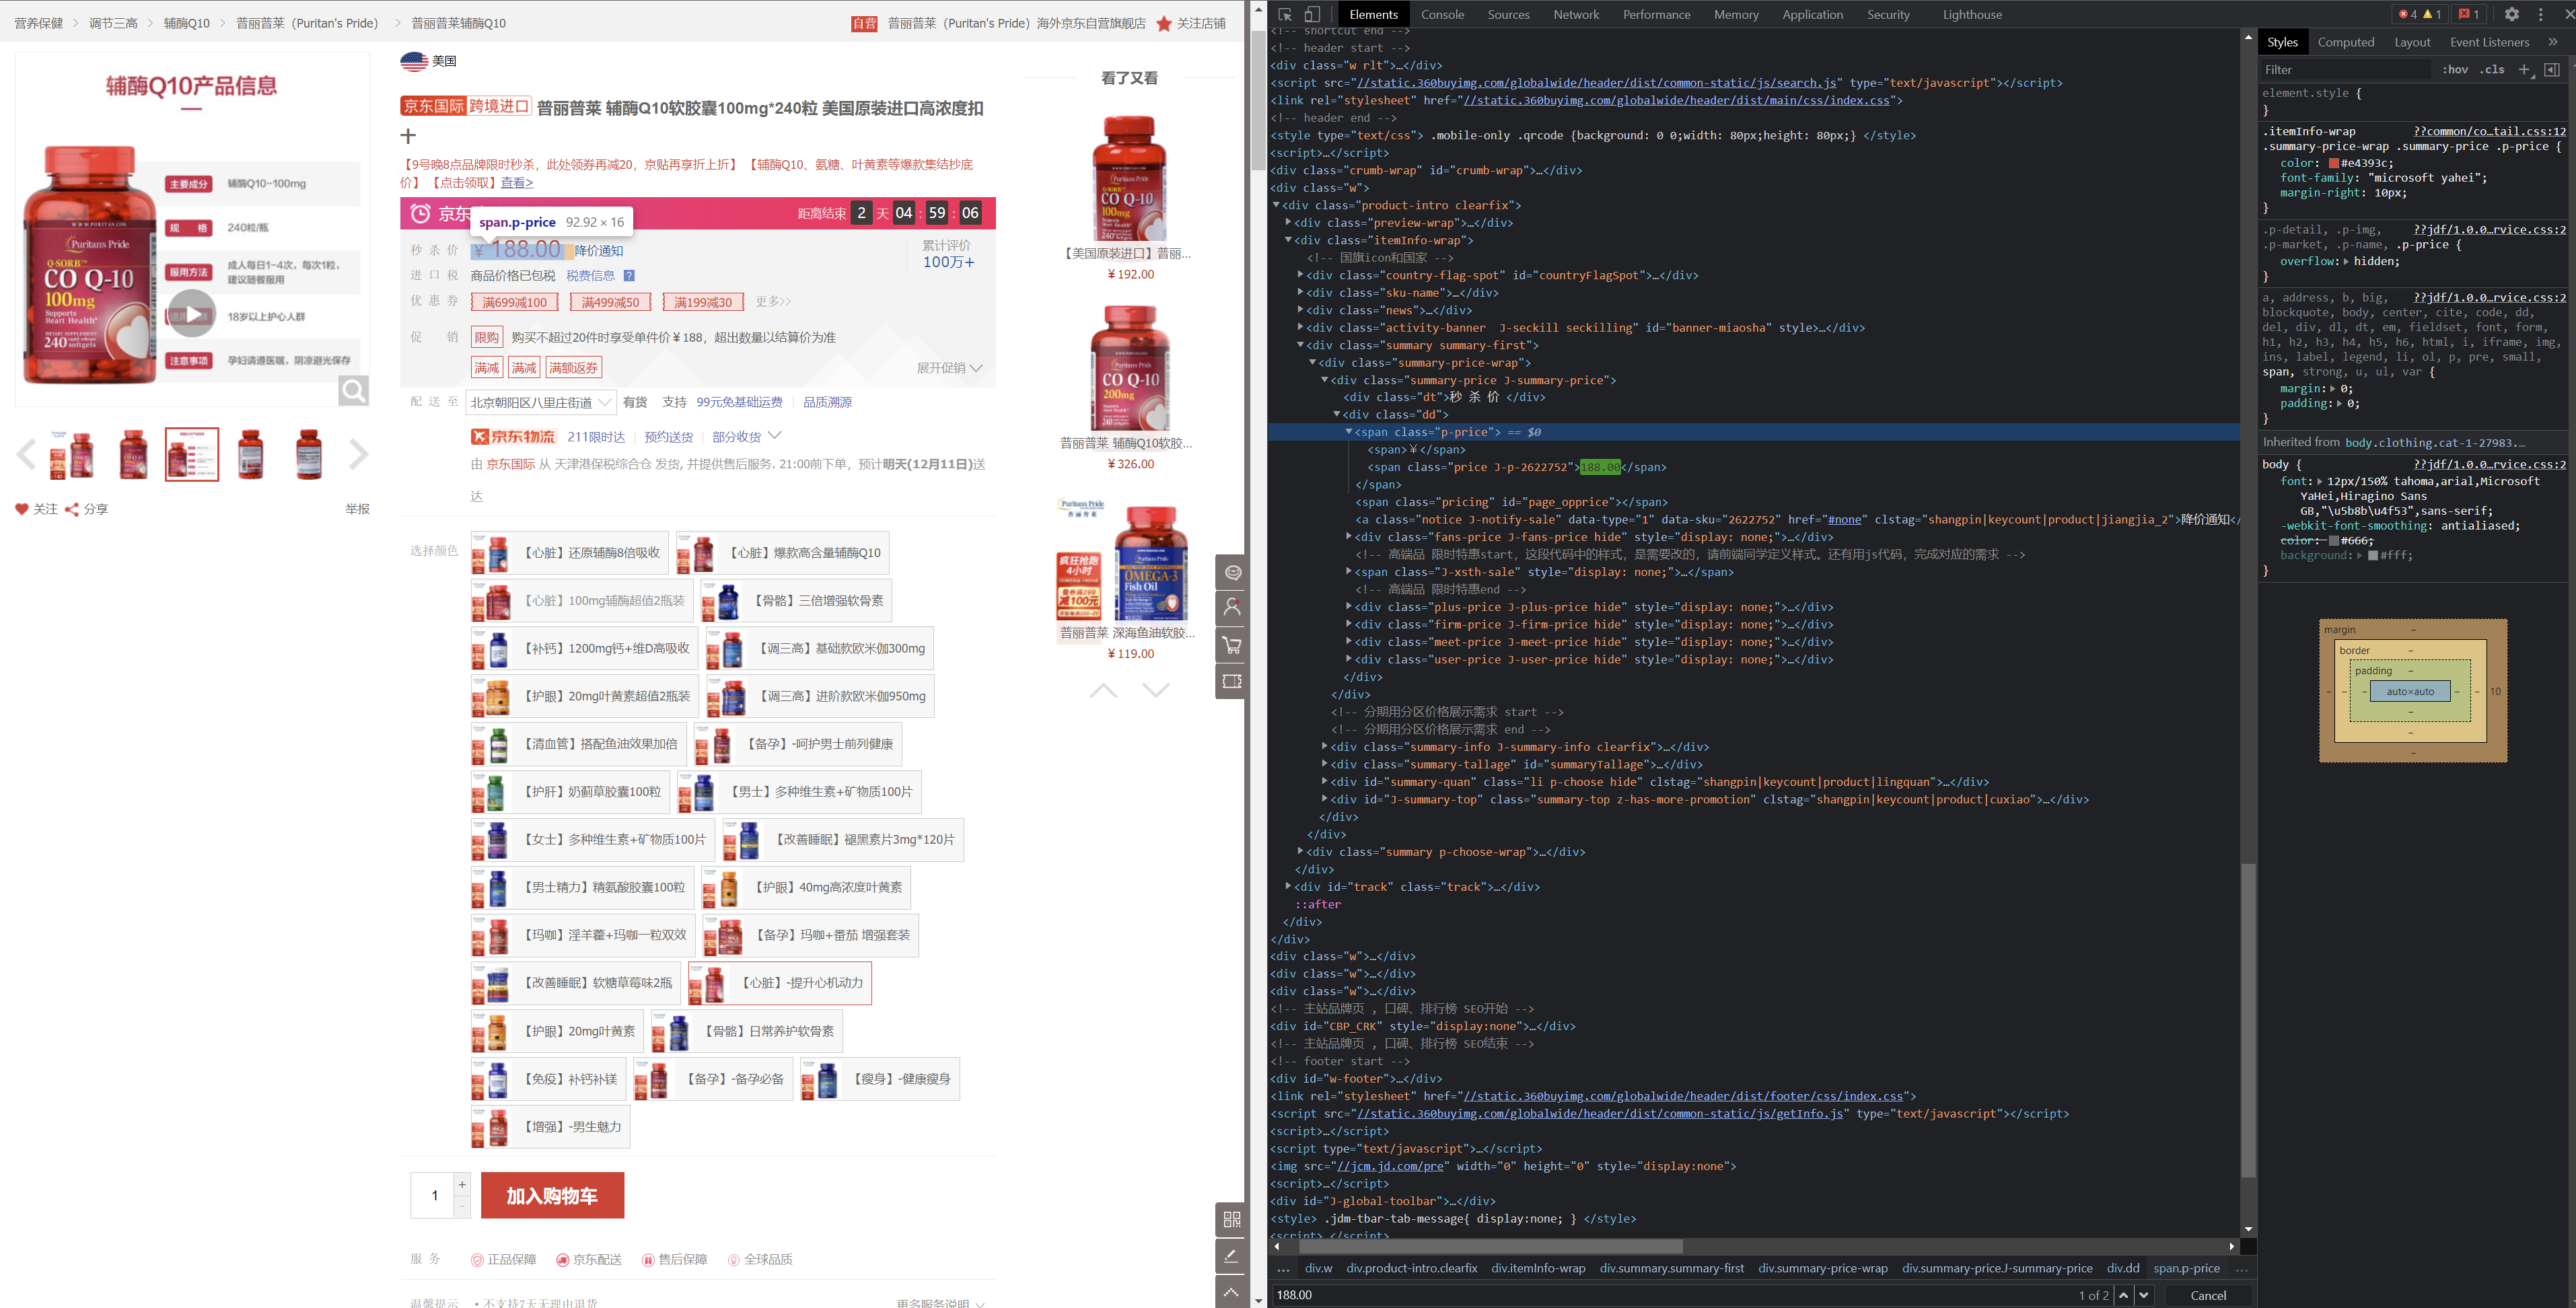 营养保健 > 调节三高 > 辅酶Q10 > 普丽普莱（Puritan's Pride） > 普丽普莱辅酶Q10
自营 普丽普莱（Puritan's Pride）海外京东自营旗舰店 关注店铺
辅酶Q10产品信息
主要成分 辅酶Q10-100mg
规 格 240粒/瓶
服用方法 成人每日1-4次，每次1粒，
建议随餐服用
18岁以上护心人群
注意事项 孕妇请遵医嘱，阴凉避光保存
Puritan's Pride
Q-SORB™
CO Q-10
100mg
Supports
Heart Health*
240 softgels
关注 分享 举报
美国
京东国际 跨境进口 普丽普莱 辅酶Q10软胶囊100mg*240粒 美国原装进口高浓度扣
+
【9号晚8点品牌限时秒杀，此处领券再减20，京贴再享折上折】【辅酶Q10、氨糖、叶黄素等爆款集结抄底
价】【点击领取】查看>
京东
span.p-price 92.92 × 16
距离结束 2 天 04 : 59 : 06
秒 杀 价 ￥188.00 降价通知
累计评价
100万+
进 口 税 商品价格已包税 税费信息 ?
优 惠 券 满699减100 满499减50 满199减30 更多>>
促 销 限购 购买不超过20件时享受单件价￥188，超出数量以结算价为准
满减 满减 满额返券 展开促销
配 送 至 北京朝阳区八里庄街道 有货 支持 99元免基础运费 | 品质溯源
京东物流 211限时达 | 预约送货 | 部分收货
由 京东国际 从 天津港保税综合仓 发货, 并提供售后服务. 21:00前下单，预计明天(12月11日)送
达
选择颜色 【心脏】还原辅酶8倍吸收 【心脏】爆款高含量辅酶Q10
【心脏】100mg辅酶超值2瓶装 【骨骼】三倍增强软骨素
【补钙】1200mg钙+维D高吸收 【调三高】基础款欧米伽300mg
【护眼】20mg叶黄素超值2瓶装 【调三高】进阶款欧米伽950mg
【清血管】搭配鱼油效果加倍 【备孕】-呵护男士前列健康
【护肝】奶蓟草胶囊100粒 【男士】多种维生素+矿物质100片
【女士】多种维生素+矿物质100片 【改善睡眠】褪黑素片3mg*120片
【男士精力】精氨酸胶囊100粒 【护眼】40mg高浓度叶黄素
【玛咖】淫羊藿+玛咖一粒双效 【备孕】玛咖+番茄 增强套装
【改善睡眠】软糖草莓味2瓶 【心脏】-提升心机动力
【护眼】20mg叶黄素 【骨骼】日常养护软骨素
【免疫】补钙补镁 【备孕】-备孕必备 【瘦身】-健康瘦身
【增强】-男生魅力
1 + - 加入购物车
服 务 正品保障 京东配送 售后保障 全球品质
温馨提示 · 不支持7天无理由退货 更多服务说明
看了又看
【美国原装进口】普丽...
￥192.00
普丽普莱 辅酶Q10软胶...
￥326.00
疯狂抢跑
4小时
OMEGA-3
Fish Oil
普丽普莱 深海鱼油软胶...
￥119.00
Elements Console Sources Network Performance Memory Application Security Lighthouse 4 1 1
<!-- shortcut end -->
<!-- header start -->
<div class="w rlt">…</div>
<script src="//static.360buyimg.com/globalwide/header/dist/common-static/js/search.js" type="text/javascript"></script>
<link rel="stylesheet" href="//static.360buyimg.com/globalwide/header/dist/main/css/index.css">
<!-- header end -->
<style type="text/css"> .mobile-only .qrcode {background: 0 0;width: 80px;height: 80px;} </style>
<script>…</script>
<div class="crumb-wrap" id="crumb-wrap">…</div>
<div class="w">
<div class="product-intro clearfix">
<div class="preview-wrap">…</div>
<div class="itemInfo-wrap">
<!-- 国旗icon和国家 -->
<div class="country-flag-spot" id="countryFlagSpot">…</div>
<div class="sku-name">…</div>
<div class="news">…</div>
<div class="activity-banner  J-seckill seckilling" id="banner-miaosha" style>…</div>
<div class="summary summary-first">
<div class="summary-price-wrap">
<div class="summary-price J-summary-price">
<div class="dt">秒 杀 价 </div>
<div class="dd">
<span class="p-price"> == $0
<span>￥</span>
<span class="price J-p-2622752">188.00</span>
</span>
<span class="pricing" id="page_opprice"></span>
<a class="notice J-notify-sale" data-type="1" data-sku="2622752" href="#none" clstag="shangpin|keycount|product|jiangjia_2">降价通知</
<div class="fans-price J-fans-price hide" style="display: none;">…</div>
<!-- 高端品 限时特惠start，这段代码中的样式，是需要改的，请前端同学定义样式。还有用js代码，完成对应的需求 -->
<span class="J-xsth-sale" style="display: none;">…</span>
<!-- 高端品 限时特惠end -->
<div class="plus-price J-plus-price hide" style="display: none;">…</div>
<div class="firm-price J-firm-price hide" style="display: none;">…</div>
<div class="meet-price J-meet-price hide" style="display: none;">…</div>
<div class="user-price J-user-price hide" style="display: none;">…</div>
</div>
</div>
<!-- 分期用分区价格展示需求 start -->
<!-- 分期用分区价格展示需求 end -->
<div class="summary-info J-summary-info clearfix">…</div>
<div class="summary-tallage" id="summaryTallage">…</div>
<div id="summary-quan" class="li p-choose hide" clstag="shangpin|keycount|product|lingquan">…</div>
<div id="J-summary-top" class="summary-top z-has-more-promotion" clstag="shangpin|keycount|product|cuxiao">…</div>
</div>
</div>
<div class="summary p-choose-wrap">…</div>
</div>
<div id="track" class="track">…</div>
::after
</div>
</div>
<div class="w">…</div>
<div class="w">…</div>
<div class="w">…</div>
<!-- 主站品牌页 , 口碑、排行榜 SEO开始 -->
<div id="CBP_CRK" style="display:none">…</div>
<!-- 主站品牌页 , 口碑、排行榜 SEO结束 -->
<!-- footer start -->
<div id="w-footer">…</div>
<link rel="stylesheet" href="//static.360buyimg.com/globalwide/header/dist/footer/css/index.css">
<script src="//static.360buyimg.com/globalwide/header/dist/common-static/js/getInfo.js" type="text/javascript"></script>
<script>…</script>
<script type="text/javascript">…</script>
<img src="//jcm.jd.com/pre" width="0" height="0" style="display:none">
<script>…</script>
<div id="J-global-toolbar">…</div>
<style> .jdm-tbar-tab-message{ display:none; } </style>
<script>…</script>
… div.w div.product-intro.clearfix div.itemInfo-wrap div.summary.summary-first div.summary-price-wrap div.summary-price.J-summary-price div.dd span.p-price …
188.00 1 of 2 Cancel
Styles Computed Layout Event Listeners »
Filter :hov .cls +
element.style {
}
.itemInfo-wrap ??common/co…tail.css:12
.summary-price-wrap .summary-price .p-price {
color: #e4393c;
font-family: "microsoft yahei";
margin-right: 10px;
}
.p-detail, .p-img, ??jdf/1.0.0…rvice.css:2
.p-market, .p-name, .p-price {
overflow: hidden;
}
a, address, b, big, ??jdf/1.0.0…rvice.css:2
blockquote, body, center, cite, code, dd,
del, div, dl, dt, em, fieldset, font, form,
h1, h2, h3, h4, h5, h6, html, i, iframe, img,
ins, label, legend, li, ol, p, pre, small,
span, strong, u, ul, var {
margin: 0;
padding: 0;
}
Inherited from body.clothing.cat-1-27983.…
body { ??jdf/1.0.0…rvice.css:2
font: 12px/150% tahoma,arial,Microsoft
YaHei,Hiragino Sans
GB,"\u5b8b\u4f53",sans-serif;
-webkit-font-smoothing: antialiased;
color: #666;
background: #fff;
}
margin –
border –
padding –
– – – auto×auto – – 10
–
–
–